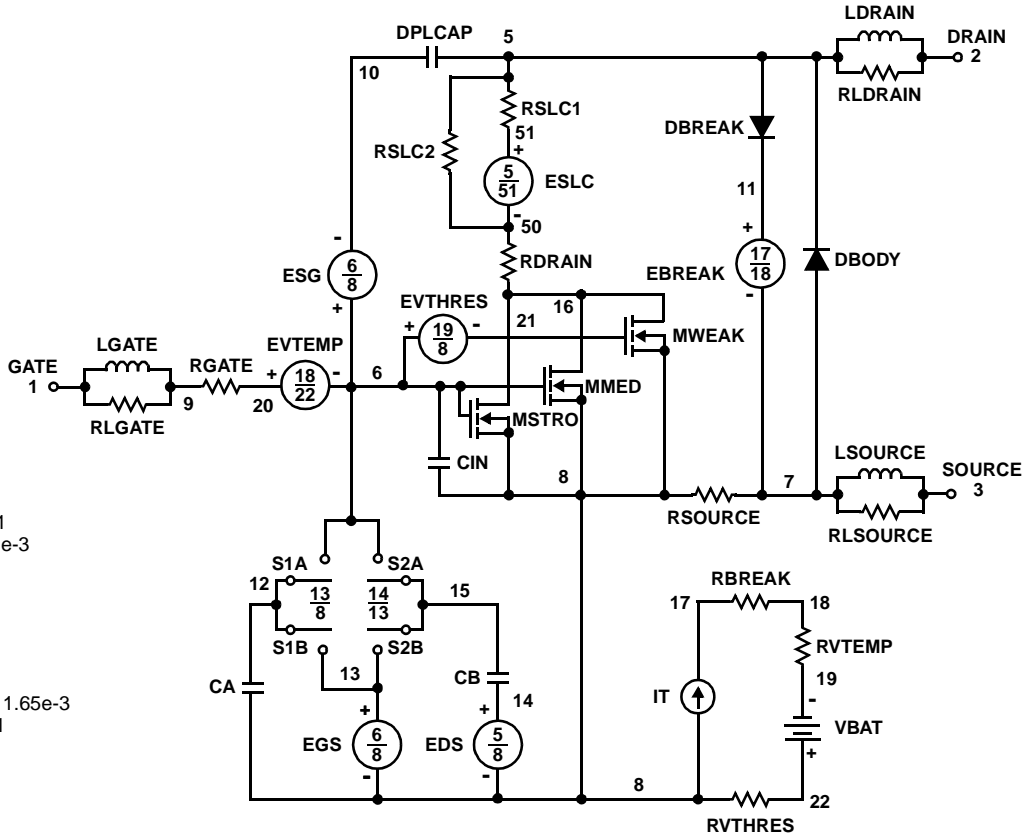 LDRAIN
DPLCAP 5 DRAIN
2
10
RLDRAIN
RSLC1
51
DBREAK
+
RSLC2
5
51
ESLC
11
-
50
+
-
17
18
RDRAIN
DBODY
6
8
EBREAK
ESG
-
EVTHRES
16
+
+
19
8
-
21
MWEAK
LGATE
EVTEMP
GATE
1
RGATE
+
18
22
-
6
MMED
9
20
RLGATE
MSTRO
LSOURCE
SOURCE
3
CIN
8
7
RSOURCE
RLSOURCE
e-3
S1A
S2A
RBREAK
12
13
8
14
13
15
17
18
S1B
S2B
RVTEMP
13
CB
19
CA
14
IT
-
1.65e-3
+
+
VBAT
EGS
6
8
EDS
5
8
+
-
-
8
22
RVTHRES